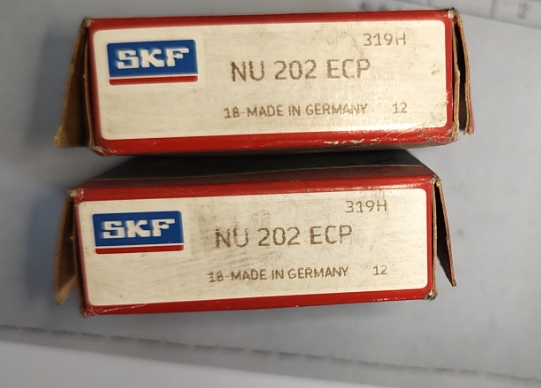 SKF
319H
NU 202 ECP
18-MADE IN GERMANY 12
SKF
319H
NU 202 ECP
18-MADE IN GERMANY 12